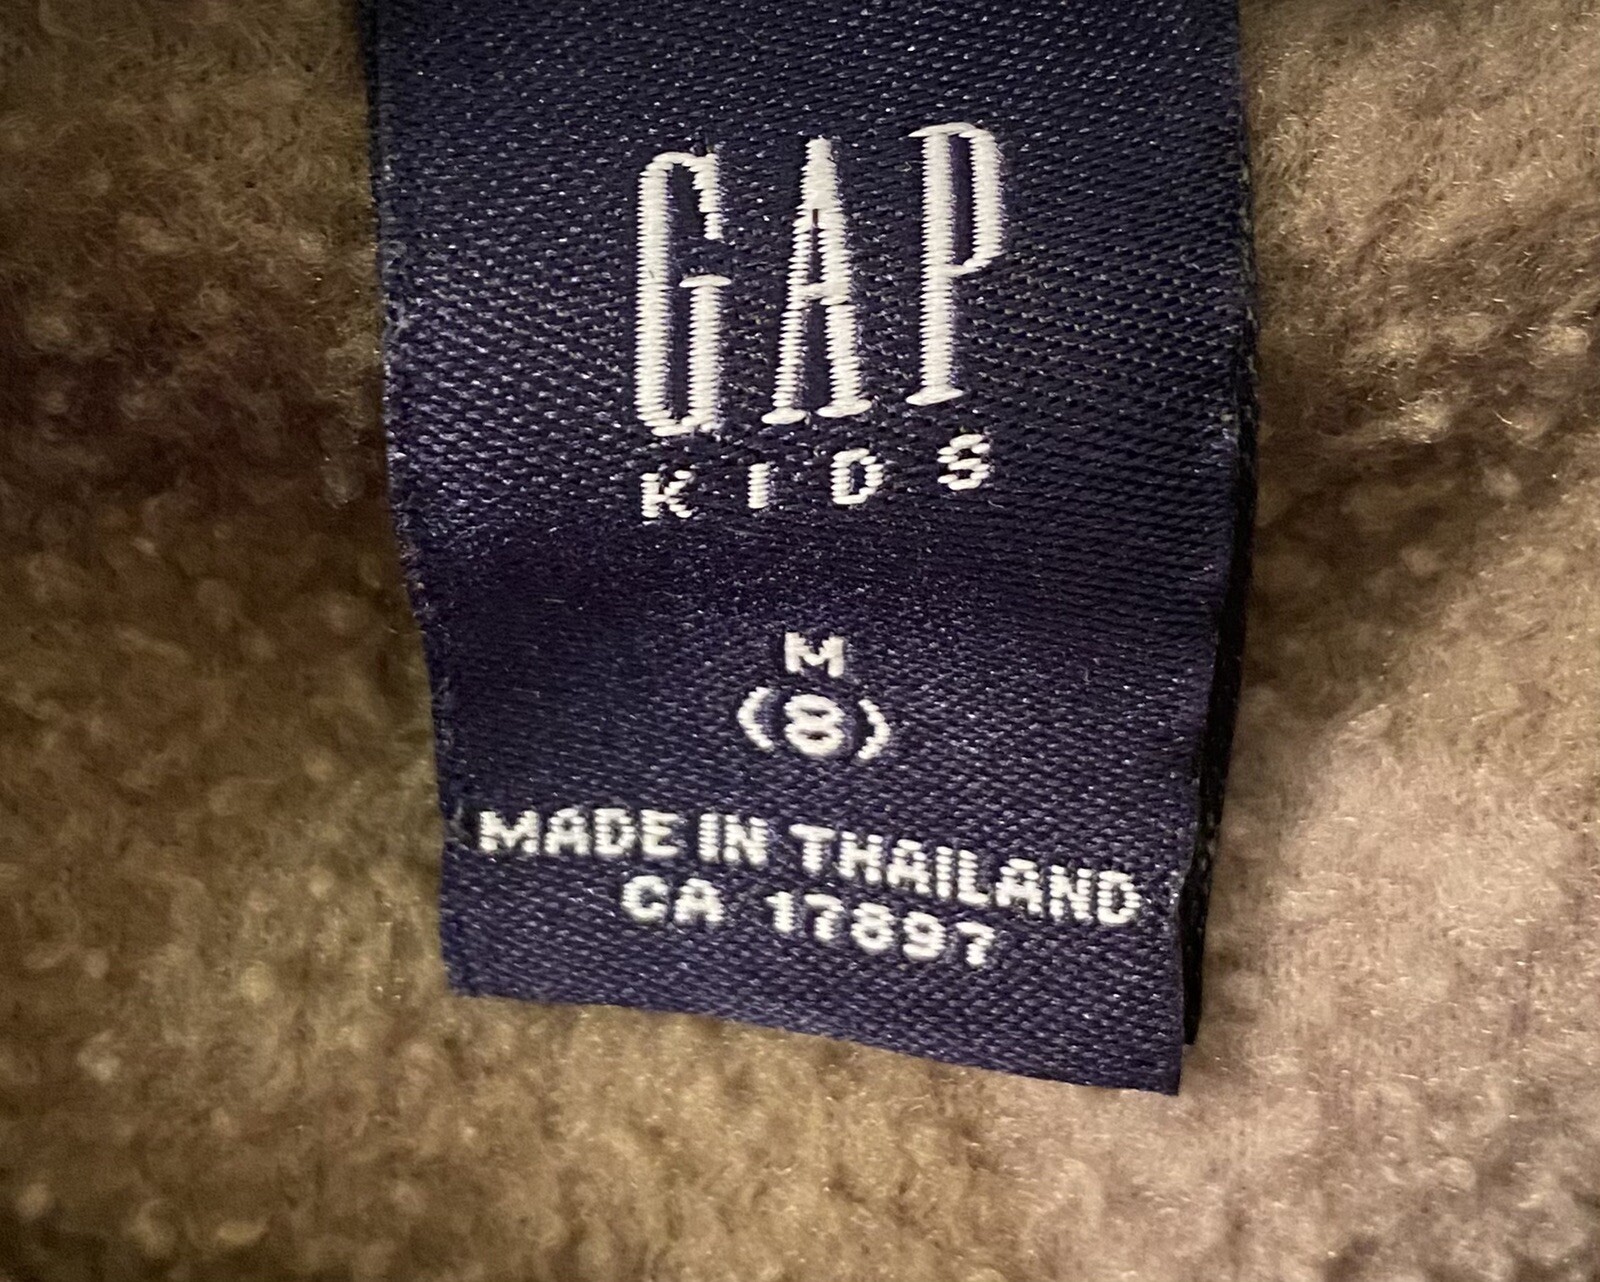 GAP
KIDS
M
(8)
MADE IN THAILAND
CA 17897